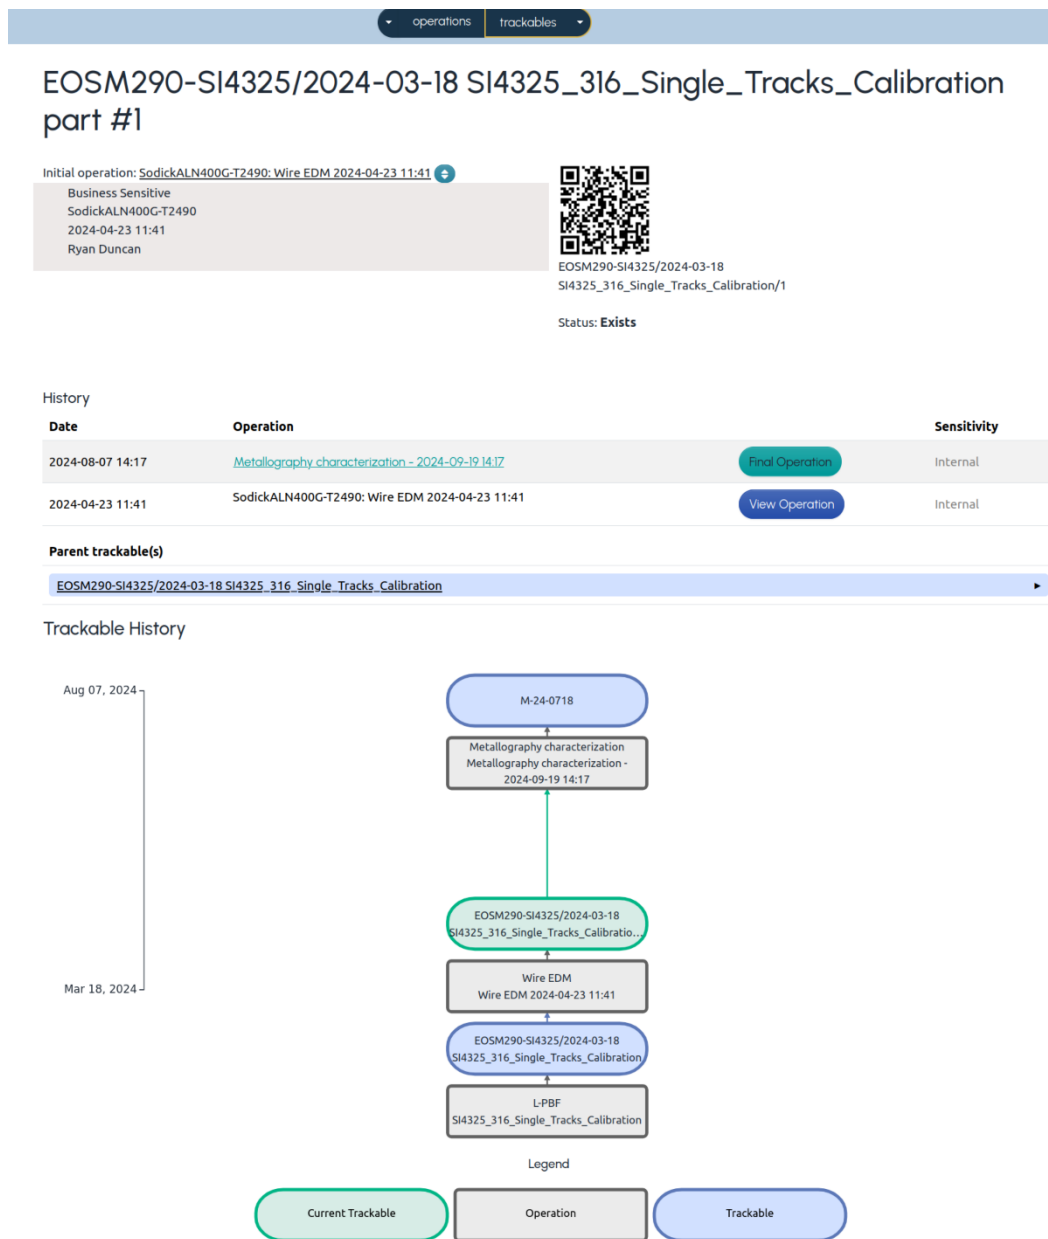 operations
trackables
EOSM290-SI4325/2024-03-18 SI4325_316_Single_Tracks_Calibration
part #1
Initial operation: SodickALN400G-T2490: Wire EDM 2024-04-23 11:41
Business Sensitive
SodickALN400G-T2490
2024-04-23 11:41
Ryan Duncan
EOSM290-SI4325/2024-03-18
SI4325_316_Single_Tracks_Calibration/1
Status: Exists
History
Date Operation Sensitivity
2024-08-07 14:17 Metallography characterization - 2024-09-19 14:17 Final Operation Internal
2024-04-23 11:41 SodickALN400G-T2490: Wire EDM 2024-04-23 11:41 View Operation Internal
Parent trackable(s)
EOSM290-SI4325/2024-03-18 SI4325_316_Single_Tracks_Calibration
Trackable History
Aug 07, 2024
M-24-0718
Metallography characterization
Metallography characterization -
2024-09-19 14:17
EOSM290-SI4325/2024-03-18
SI4325_316_Single_Tracks_Calibratio...
Mar 18, 2024
Wire EDM
Wire EDM 2024-04-23 11:41
EOSM290-SI4325/2024-03-18
SI4325_316_Single_Tracks_Calibration
L-PBF
SI4325_316_Single_Tracks_Calibration
Legend
Current Trackable
Operation
Trackable